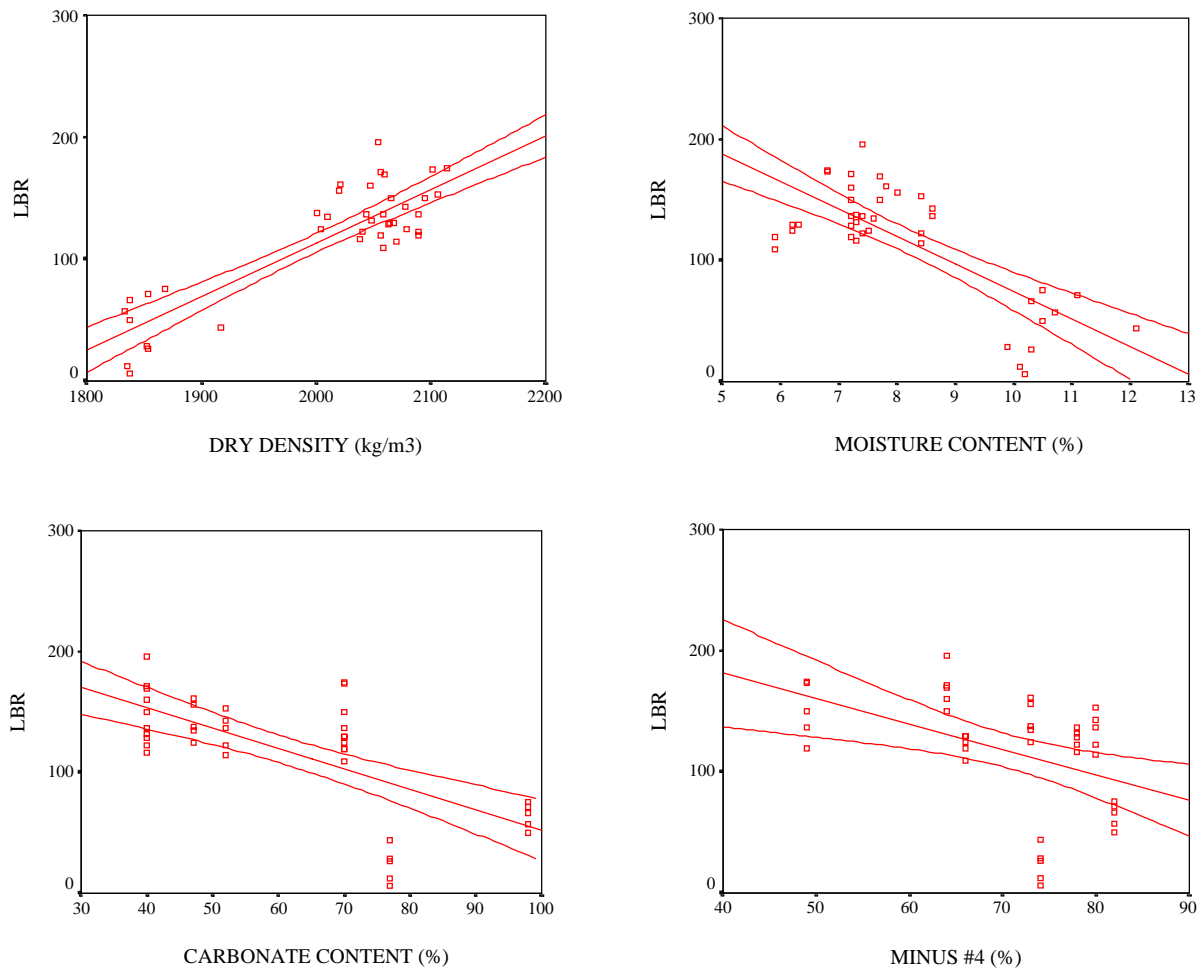 300
200
100
0
LBR
1800 1900 2000 2100 2200
DRY DENSITY (kg/m3)
300
200
100
0
LBR
5 6 7 8 9 10 11 12 13
MOISTURE CONTENT (%)
300
200
100
0
LBR
30 40 50 60 70 80 90 100
CARBONATE CONTENT (%)
300
200
100
0
LBR
40 50 60 70 80 90
MINUS #4 (%)